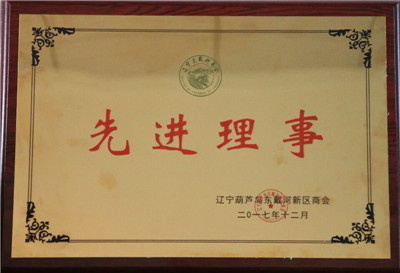 先进理事
辽宁葫芦岛东戴河新区商会
二〇一七年十二月